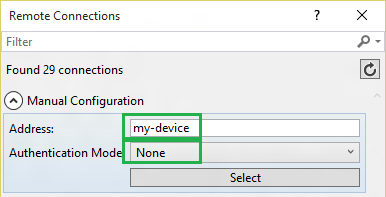 Remote Connections ? ×
Filter
Found 29 connections
Manual Configuration
Address: my-device
Authentication Mode None
Select